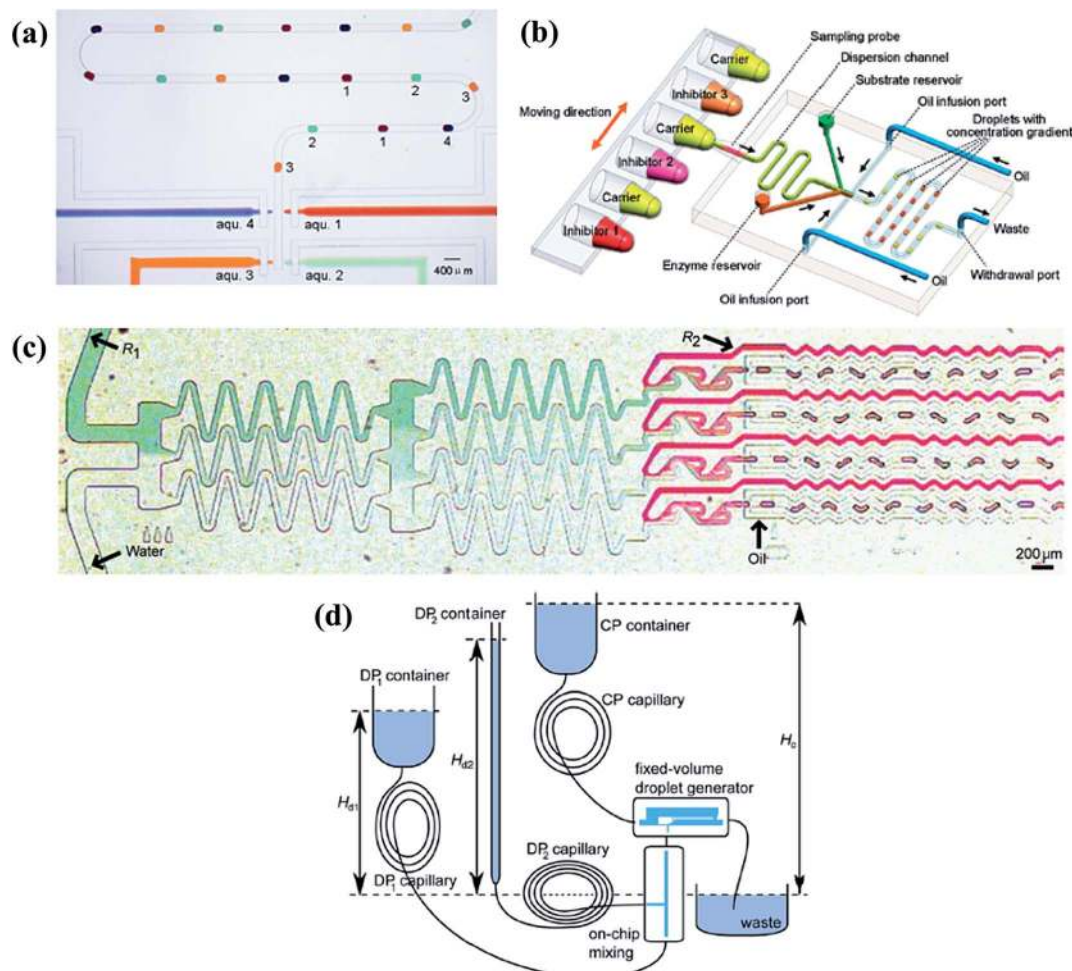 (a)
1
2
3
2
1
4
3
aqu. 4
aqu. 1
aqu. 3
aqu. 2
400 μm
(b)
Sampling probe
Dispersion channel
Substrate reservoir
Oil infusion port
Droplets with
concentration gradient
Carrier
Inhibitor 3
Moving direction
Carrier
Inhibitor 2
Carrier
Inhibitor 1
Oil
Waste
Enzyme reservoir
Withdrawal port
Oil
Oil infusion port
(c)
R1
R2
Water
Oil
200 μm
(d)
DP2 container
CP container
DP1 container
CP capillary
Hd2
Hc
Hd1
fixed-volume
droplet generator
DP2 capillary
DP1 capillary
on-chip
mixing
waste